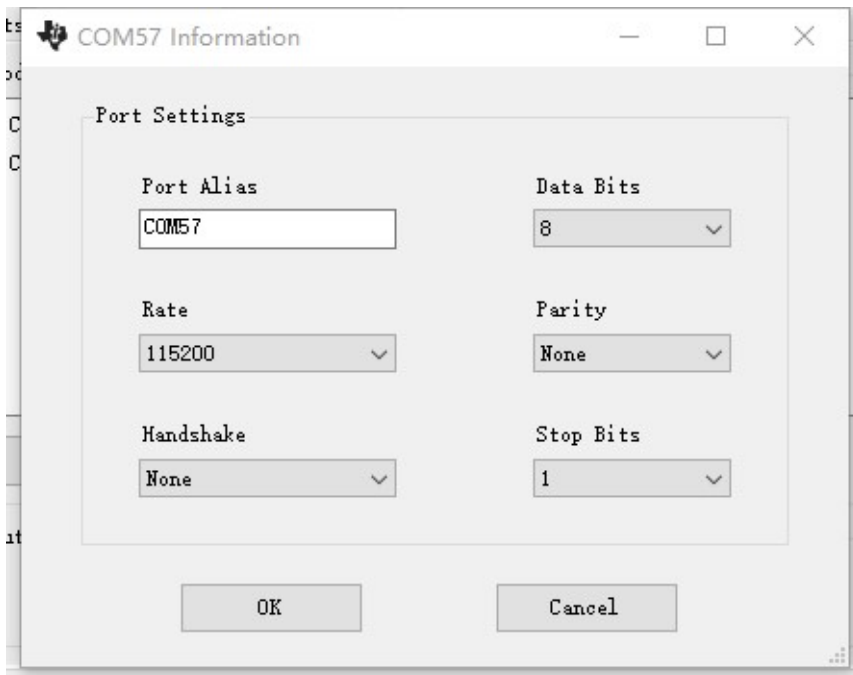 COM57 Information
Port Settings
Port Alias
Data Bits
COM57
8
Rate
Parity
115200
None
Handshake
Stop Bits
None
1
OK
Cancel